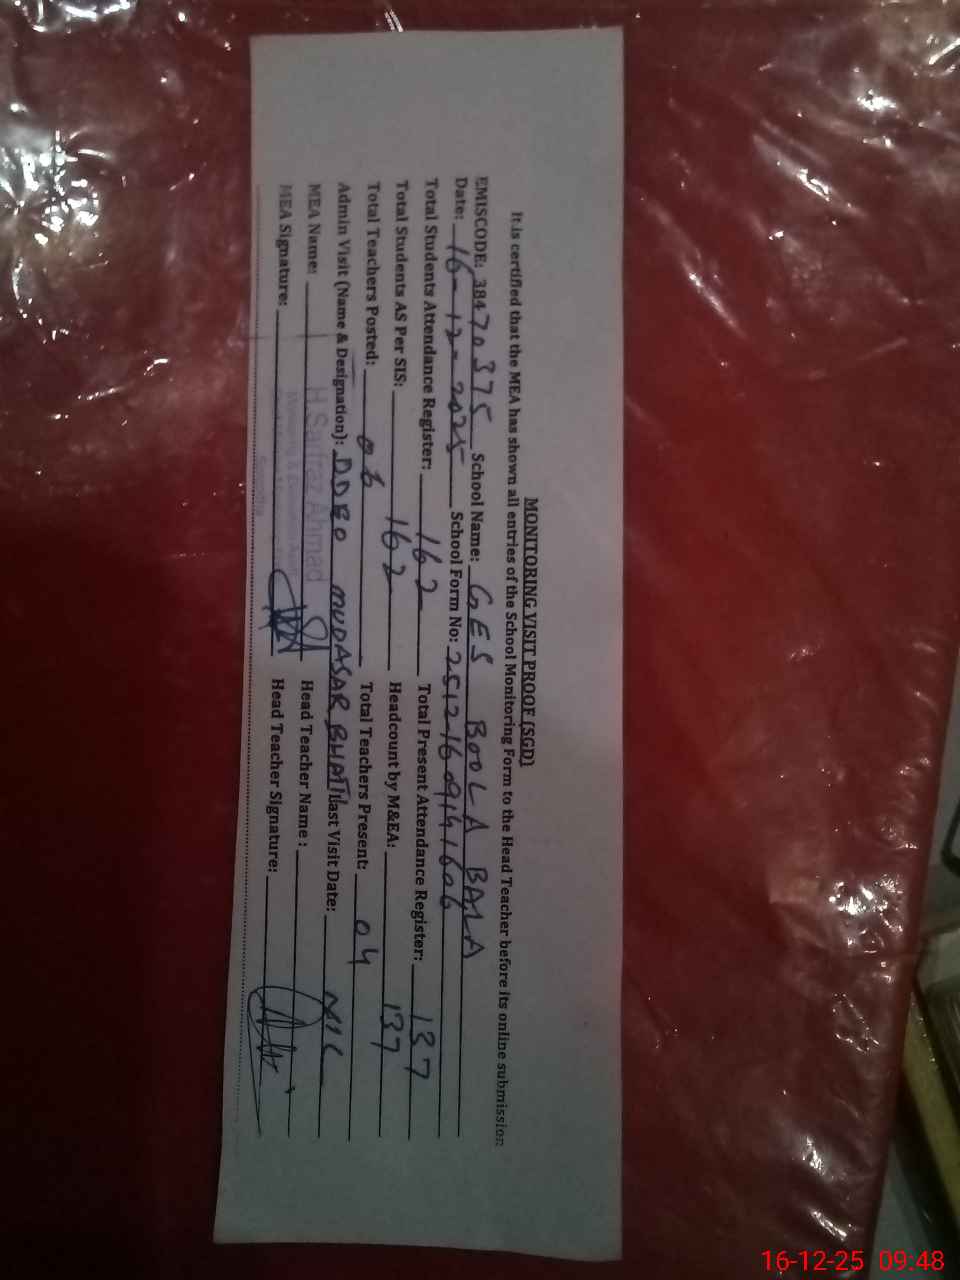 MONITORING VISIT PROOF (SGD)
It is certified that the MEA has shown all entries of the School Monitoring Form to the Head Teacher before its online submission
EMISCODE: 38470375 School Name: GES BOOLA BALA
Date: 16-12-2025 School Form No: 25121609141606
Total Students Attendance Register: 162 Total Present Attendance Register: 137
Total Students AS Per SIS: 162 Headcount by M&EA: 137
Total Teachers Posted: 06 Total Teachers Present: 04
Admin Visit (Name & Designation): DDEO MUDASAR BHATTI last Visit Date: NIL
MEA Name: H.Sarfraz Ahmad Head Teacher Name :
MEA Signature: Head Teacher Signature:
16-12-25 09:48